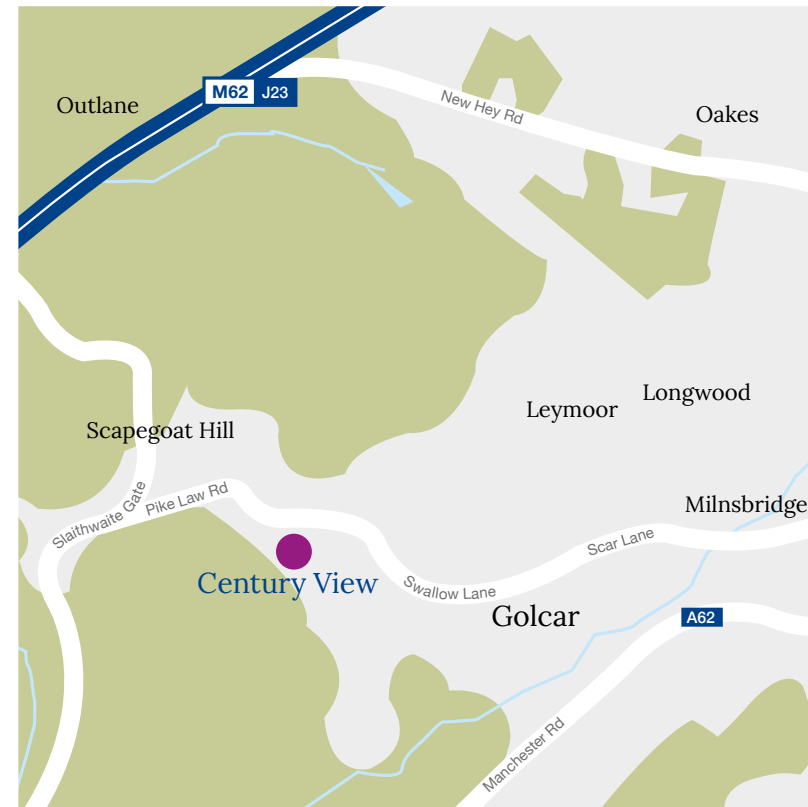 Outlane
M62 J23
New Hey Rd
Oakes
Longwood
Leymoor
Scapegoat Hill
Slaithwaite Gate
Pike Law Rd
Milnsbridge
Scar Lane
Century View
Swallow Lane
Golcar
A62
Manchester Rd